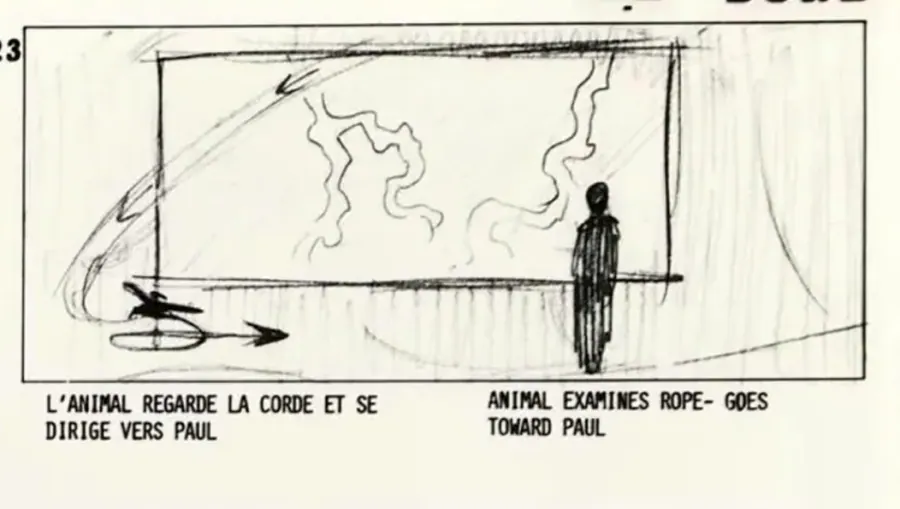 23
L'ANIMAL REGARDE LA CORDE ET SE
DIRIGE VERS PAUL
ANIMAL EXAMINES ROPE- GOES
TOWARD PAUL